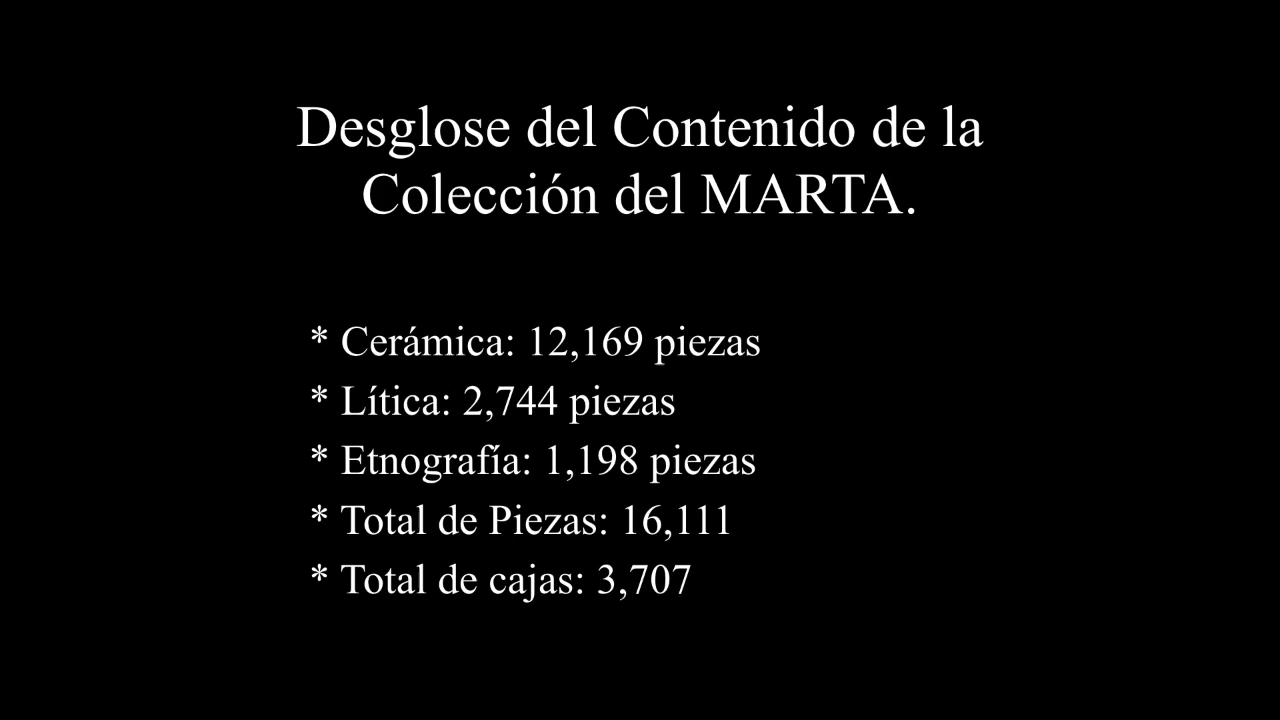 Desglose del Contenido de la
Colección del MARTA.
* Cerámica: 12,169 piezas
* Lítica: 2,744 piezas
* Etnografía: 1,198 piezas
* Total de Piezas: 16,111
* Total de cajas: 3,707